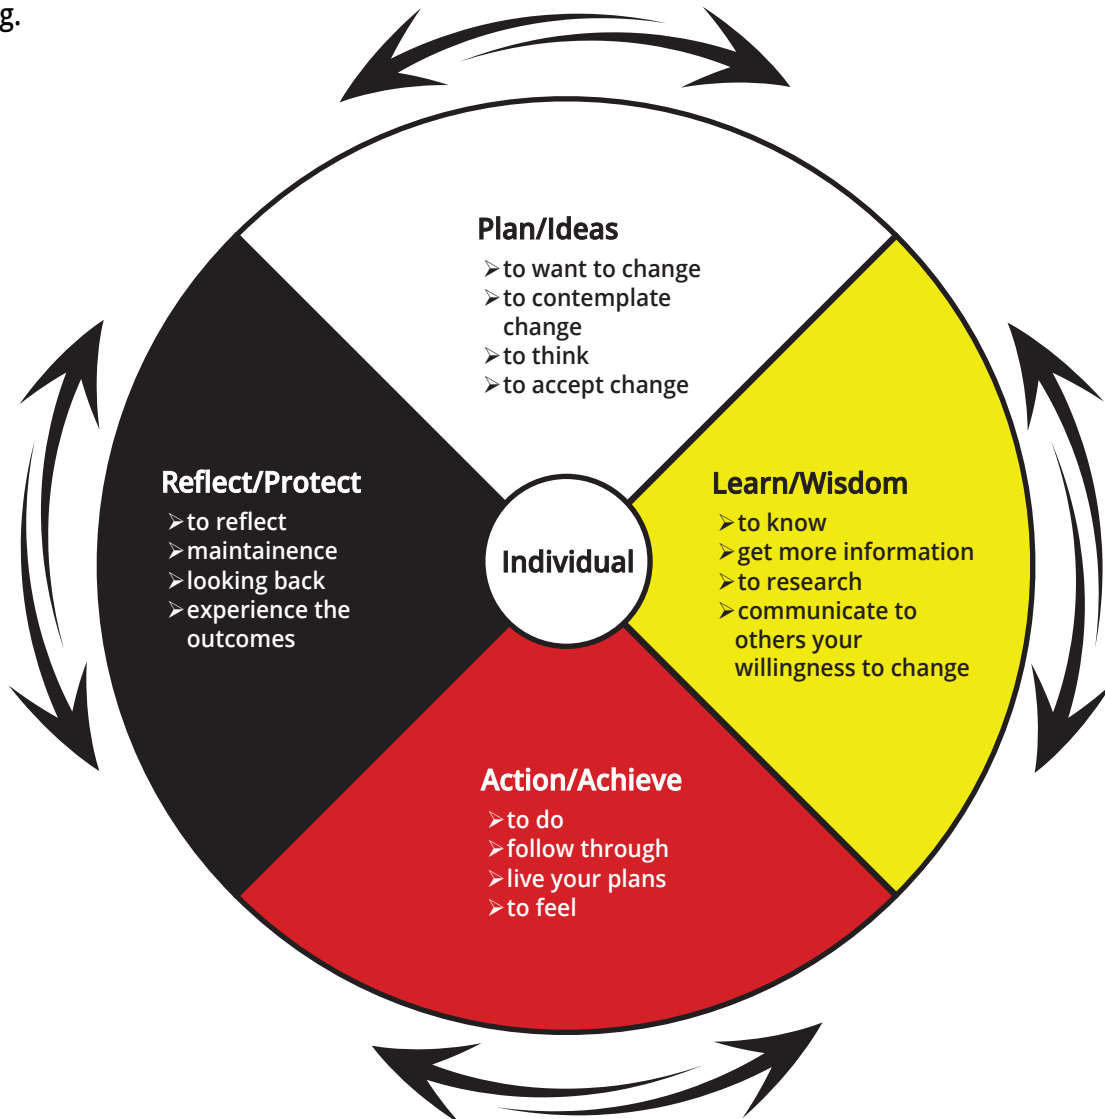 g.
Plan/Ideas
➢to want to change
➢to contemplate
change
➢to think
➢to accept change
Reflect/Protect
➢to reflect
➢maintainence
➢looking back
➢experience the
outcomes
Individual
Learn/Wisdom
➢to know
➢get more information
➢to research
➢communicate to
others your
willingness to change
Action/Achieve
➢to do
➢follow through
➢live your plans
➢to feel